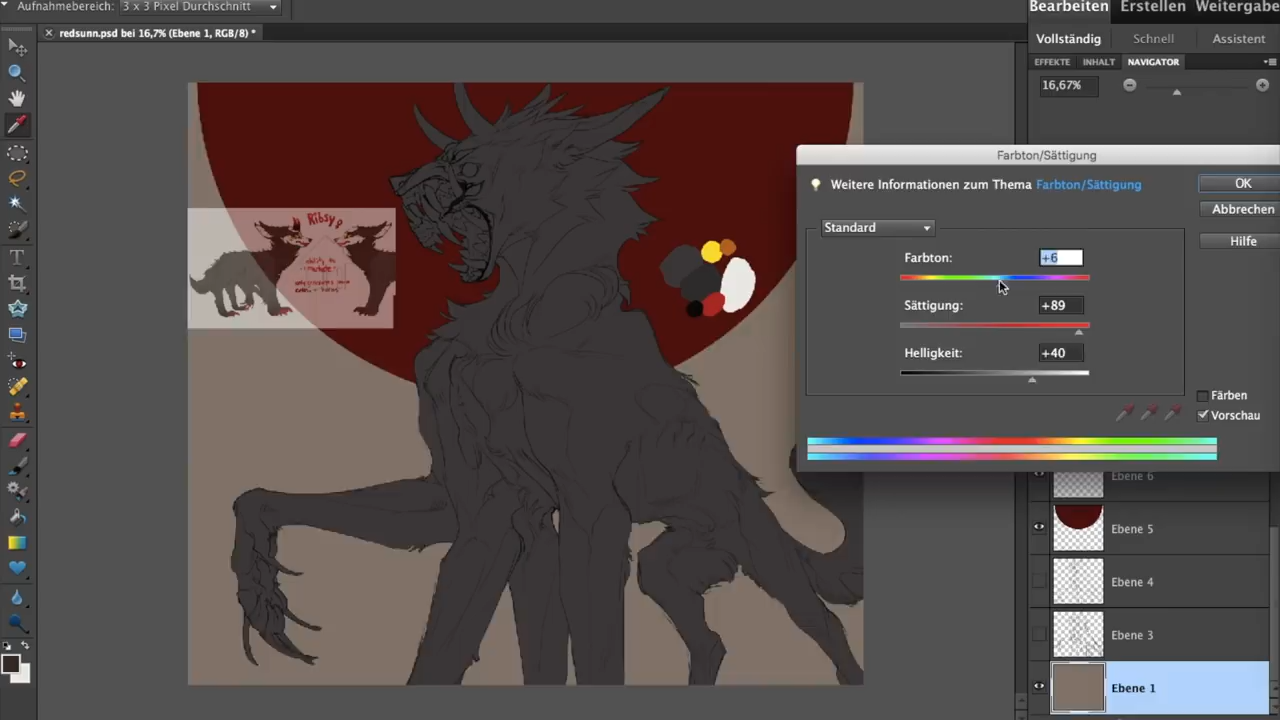 Aufnahmebereich: 3 x 3 Pixel Durchschnitt
Bearbeiten Erstellen Weitergabe
redsunn.psd bei 16,7% (Ebene 1, RGB/8) *
Vollständig Schnell Assistent
EFFEKTE INHALT NAVIGATOR
16,67%
Farbton/Sättigung
Weitere Informationen zum Thema Farbton/Sättigung
OK
Abbrechen
Hilfe
Standard
Farbton: +6
Sättigung: +89
Helligkeit: +40
Färben
Vorschau
Ribsy
Ebene 6
Ebene 5
Ebene 4
Ebene 3
Ebene 1